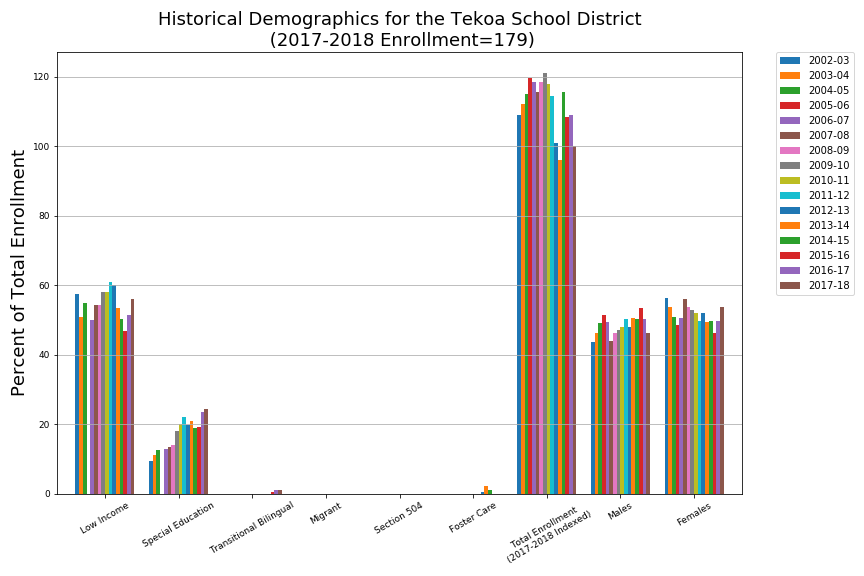 Historical Demographics for the Tekoa School District
(2017-2018 Enrollment=179)
Percent of Total Enrollment
120
100
80
60
40
20
0
Low Income
Special Education
Transitional Bilingual
Migrant
Section 504
Foster Care
Total Enrollment
(2017-2018 Indexed)
Males
Females
2002-03
2003-04
2004-05
2005-06
2006-07
2007-08
2008-09
2009-10
2010-11
2011-12
2012-13
2013-14
2014-15
2015-16
2016-17
2017-18